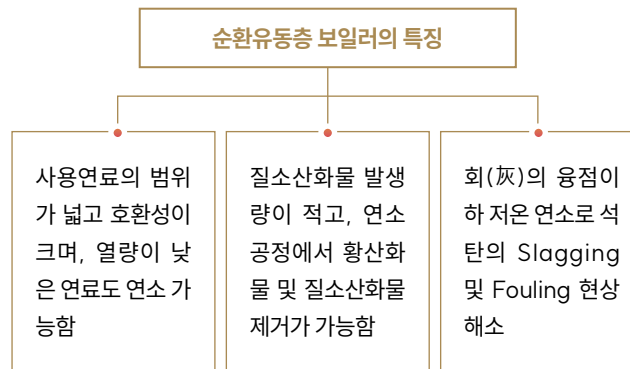 순환유동층 보일러의 특징
사용연료의 범위
가 넓고 호환성이
크며, 열량이 낮
은 연료도 연소 가
능함
질소산화물 발생
량이 적고, 연소
공정에서 황산화
물 및 질소산화물
제거가 가능함
회(灰)의 융점이
하 저온 연소로 석
탄의 Slagging
및 Fouling 현상
해소